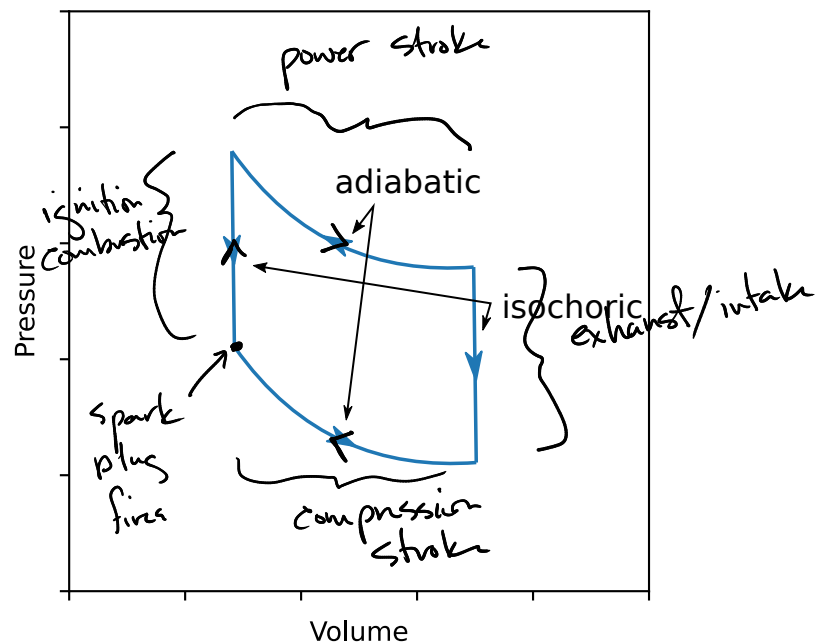 power stroke
adiabatic
ignition
combustion
isochoric
exhaust/intake
Pressure
spark
plug
fires
compression
stroke
Volume